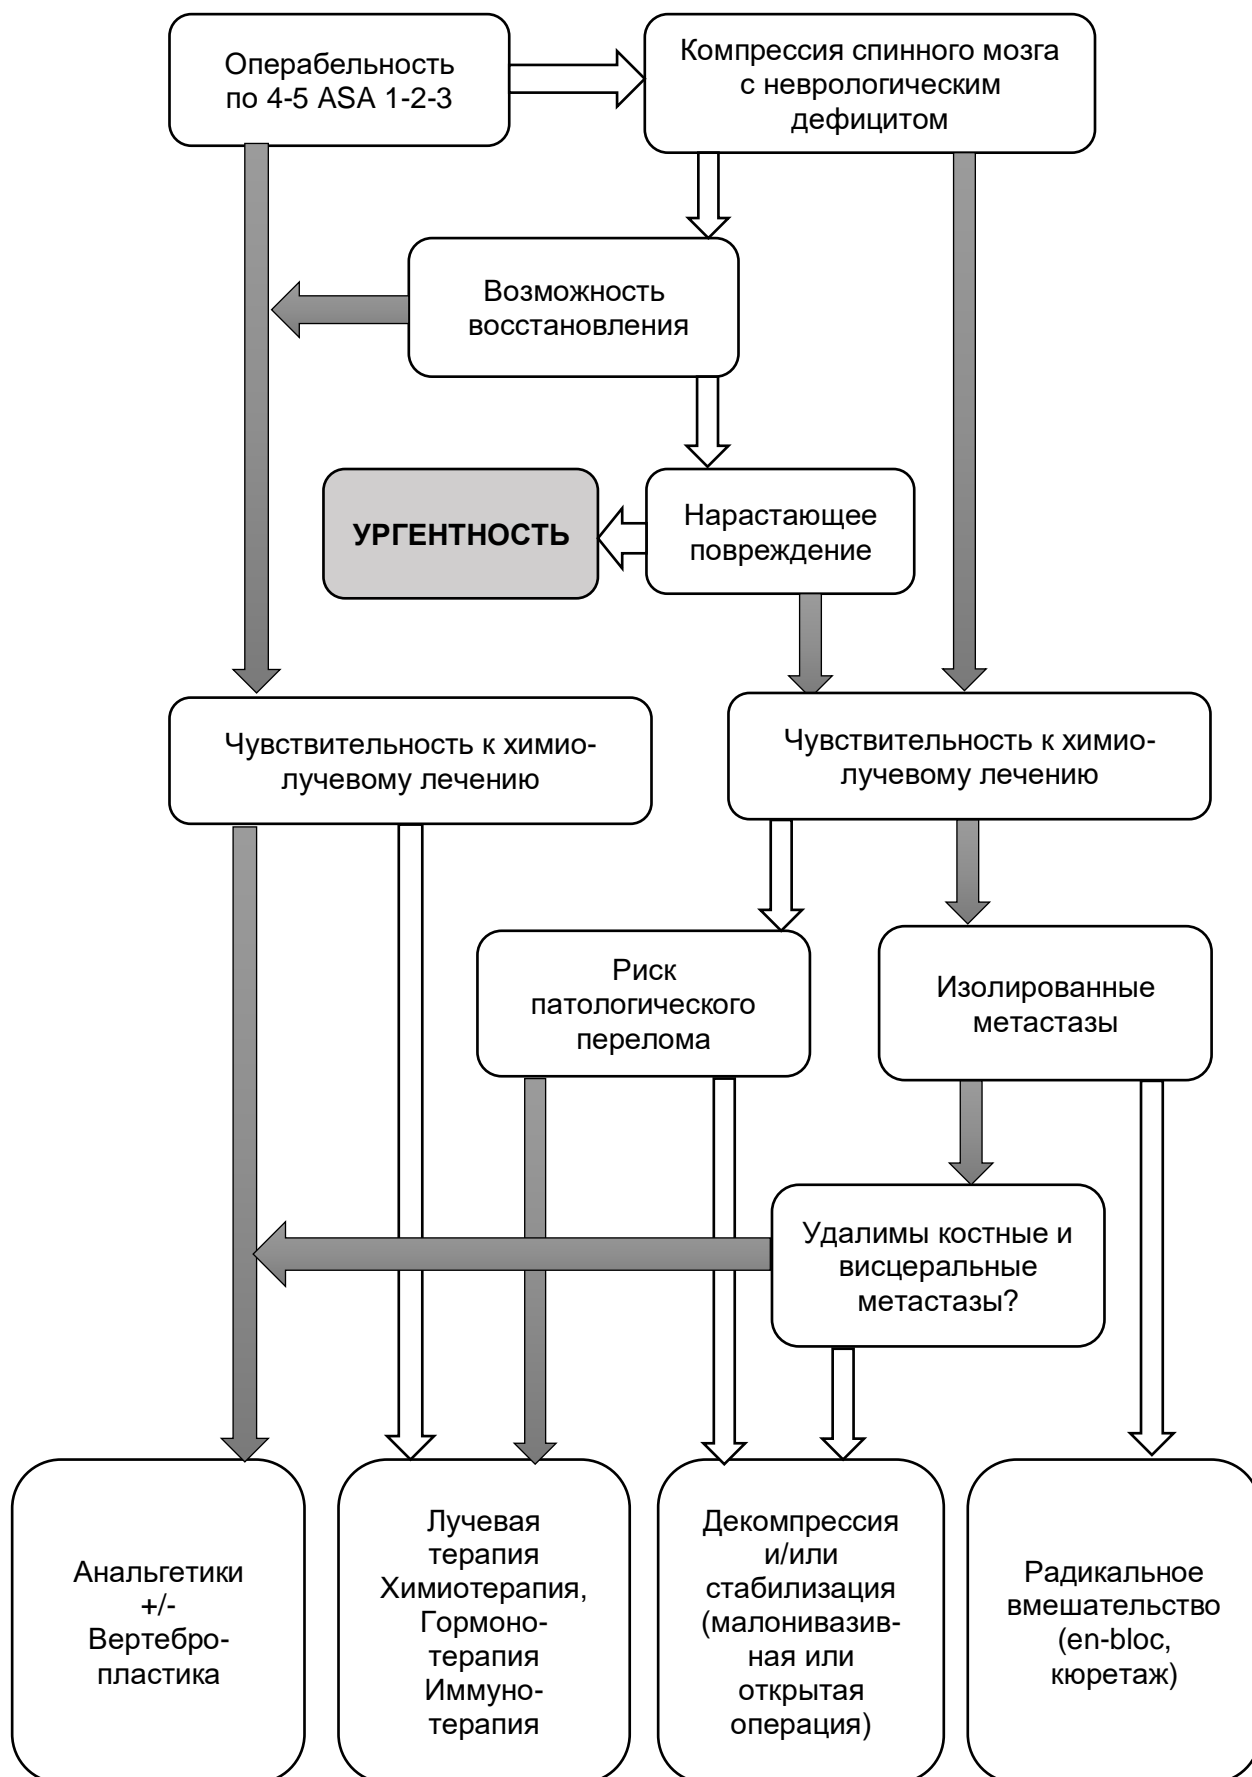 Операбельность
по 4-5 ASA 1-2-3
Компрессия спинного мозга
с неврологическим
дефицитом
Возможность
восстановления
УРГЕНТНОСТЬ
Нарастающее
повреждение
Чувствительность к химио-
лучевому лечению
Чувствительность к химио-
лучевому лечению
Риск
патологического
перелома
Изолированные
метастазы
Удалимы костные и
висцеральные
метастазы?
Анальгетики
+/-
Вертебро-
пластика
Лучевая
терапия
Химиотерапия,
Гормоно-
терапия
Иммуно-
терапия
Декомпрессия
и/или
стабилизация
(малонивазив-
ная или
открытая
операция)
Радикальное
вмешательство
(en-bloc,
кюретаж)